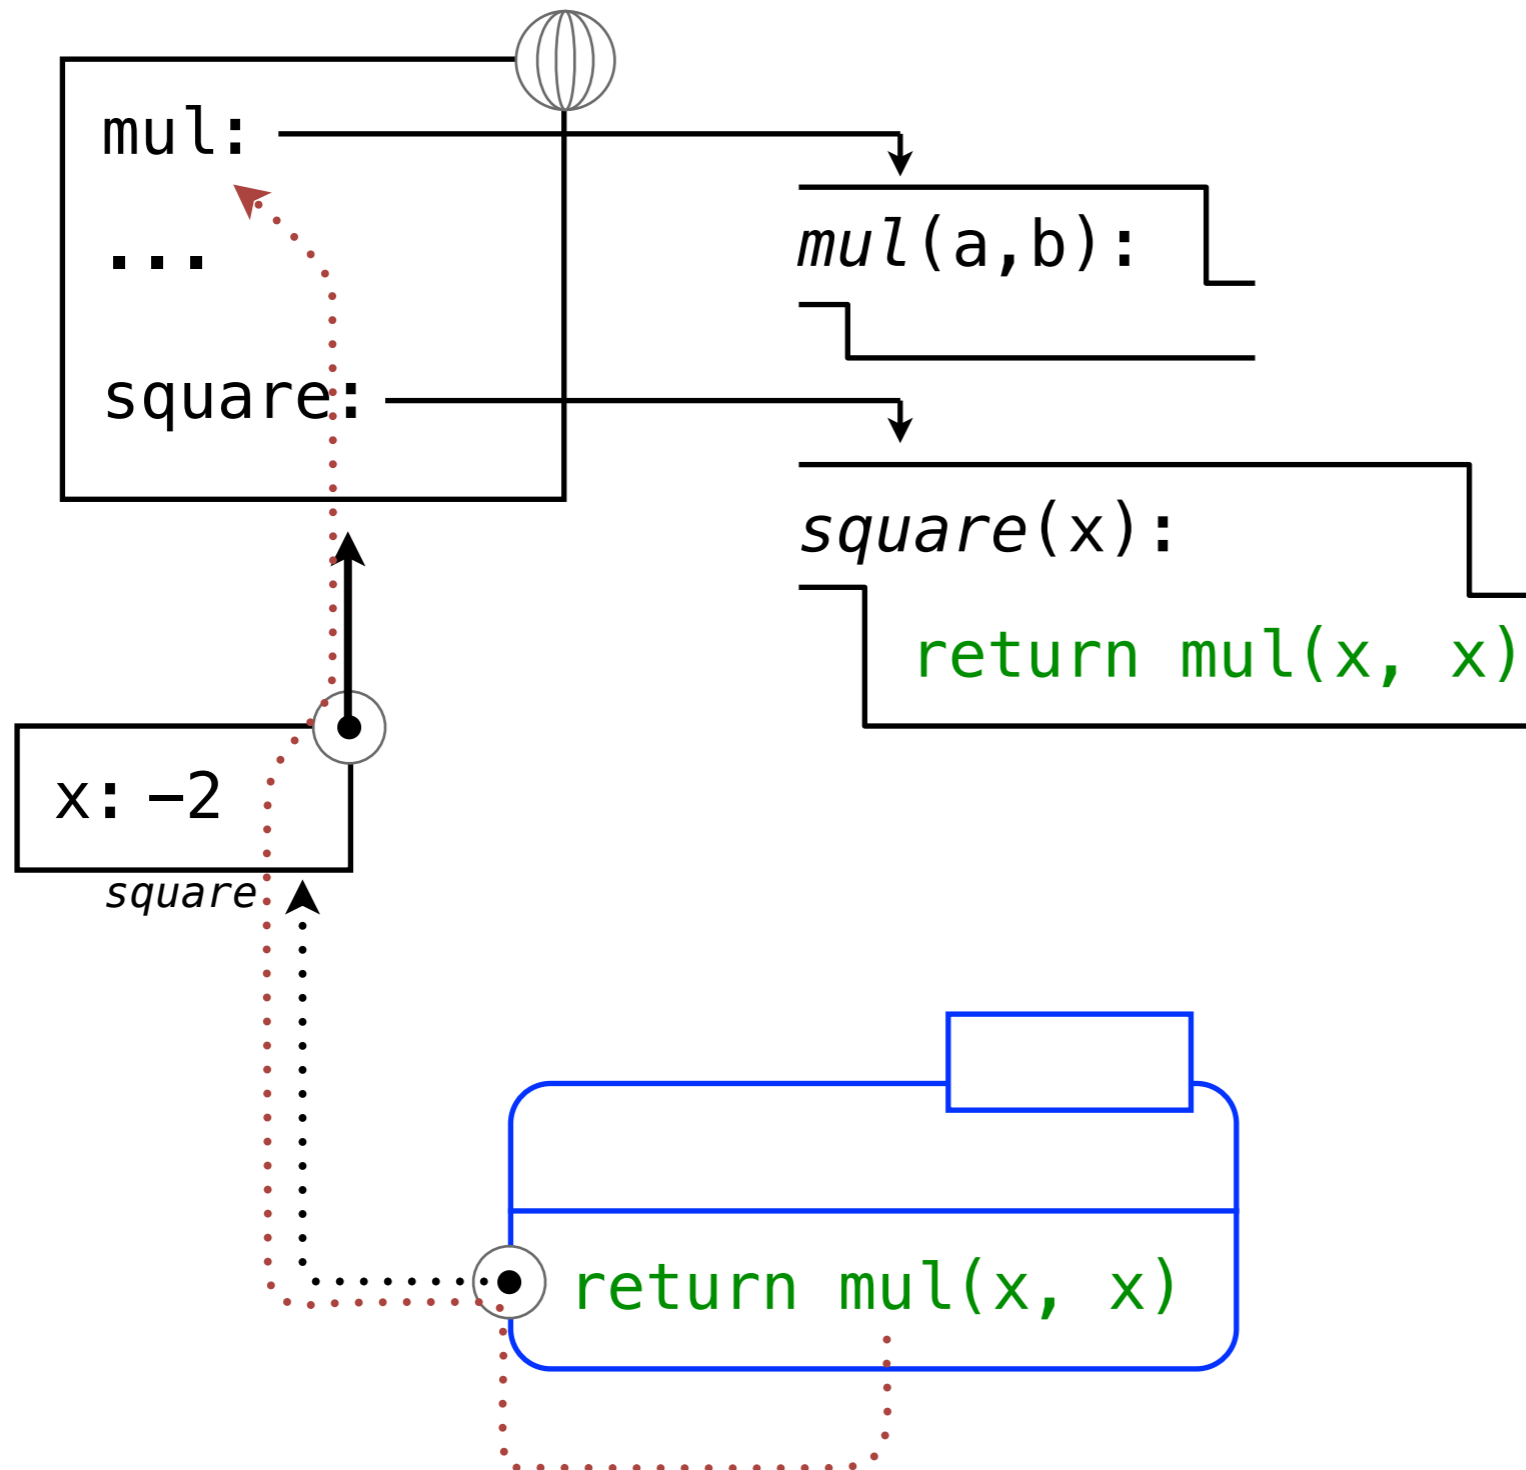 mul:
...
square:
mul(a,b):
square(x):
return mul(x, x)
x: −2
square
return mul(x, x)